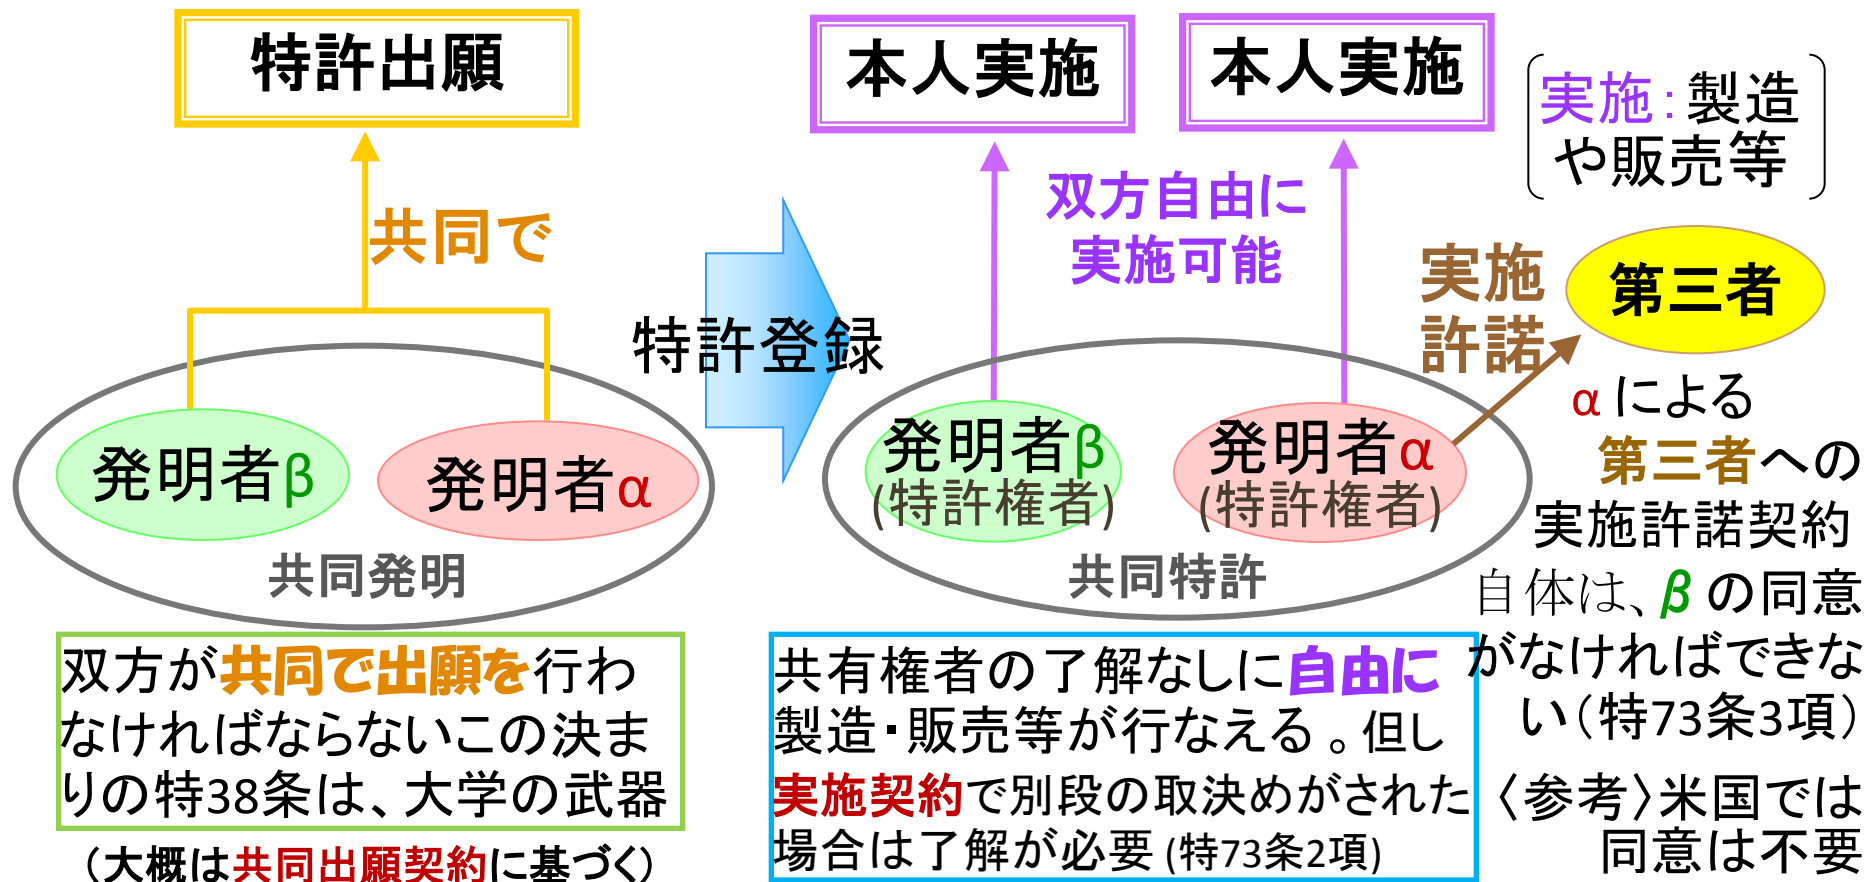 特許出願
共同で
発明者β
発明者α
共同発明
双方が共同で出願を行わ
なければならないこの決ま
りの特38条は、大学の武器
（大概は共同出願契約に基づく）
特許登録
本人実施
本人実施
双方自由に
実施可能
実施：製造
や販売等
実施
許諾
第三者
発明者β
(特許権者)
発明者α
(特許権者)
共同特許
共有権者の了解なしに自由に
製造・販売等が行なえる。但し
実施契約で別段の取決めがされた
場合は了解が必要(特73条2項)
αによる
第三者への
実施許諾契約
自体は、βの同意
がなければできな
い（特73条3項）
〈参考〉米国では
同意は不要